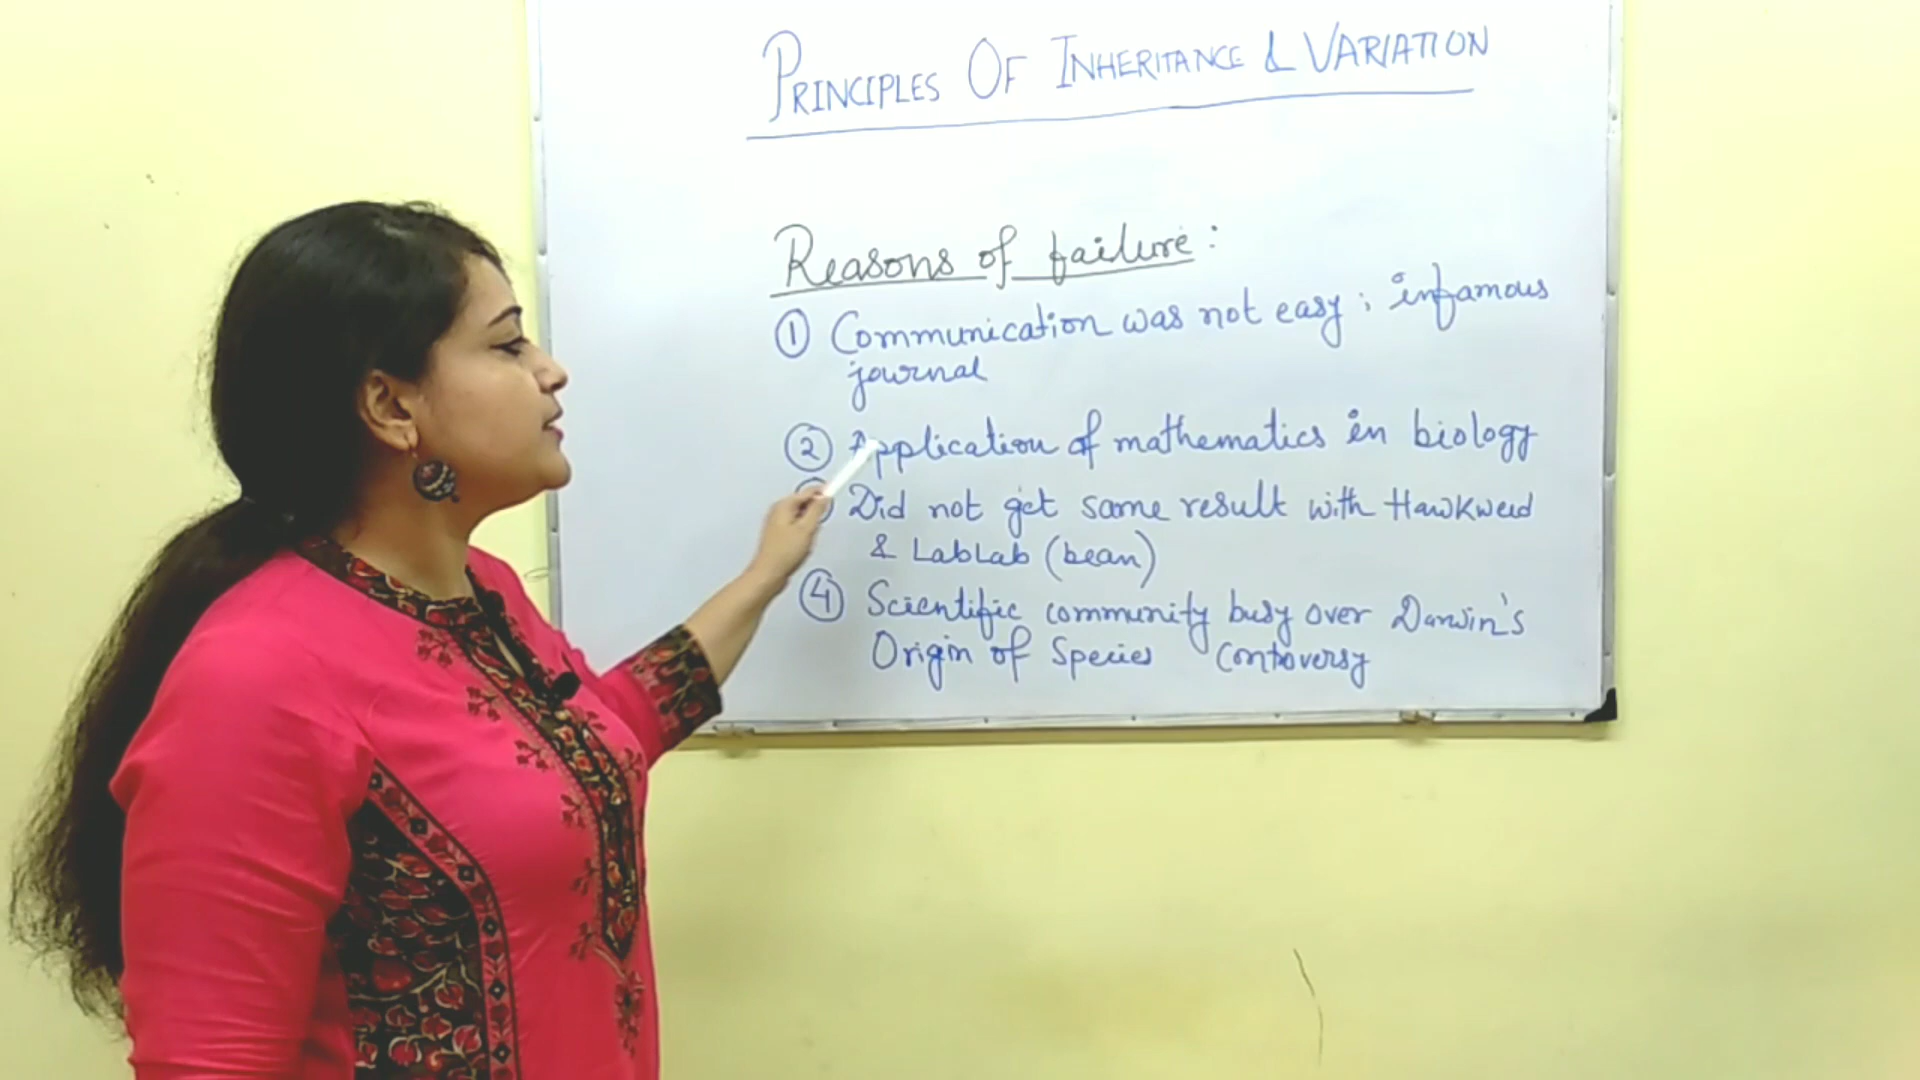 PRINCIPLES OF INHERITANCE & VARIATION
Reasons of failure :
① Communication was not easy ; infamous
journal
② Application of mathematics in biology
Did not get same result with Hawkweed
& LabLab (bean)
④ Scientific community busy over Darwin's
Origin of Species controversy